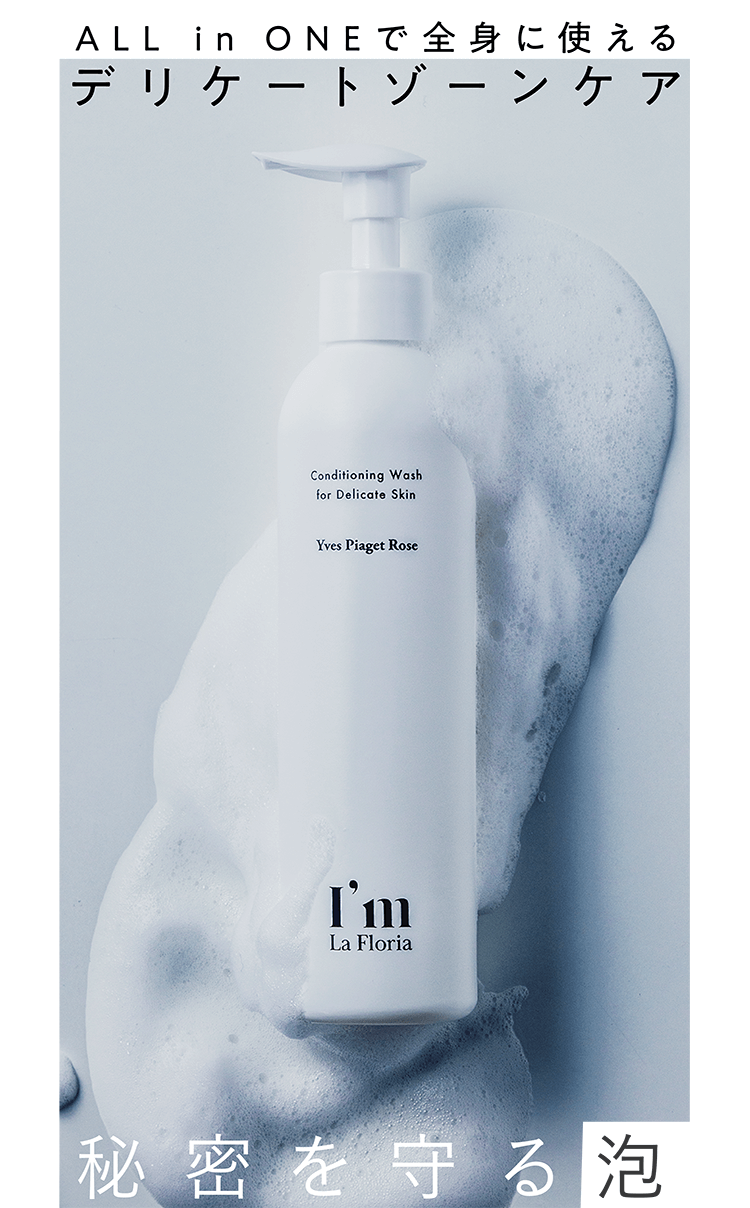 ALL in ONEで全身に使える
デリケートゾーンケア
Conditioning Wash
for Delicate Skin
Yves Piaget Rose
I'm
La Floria
秘密を守る泡